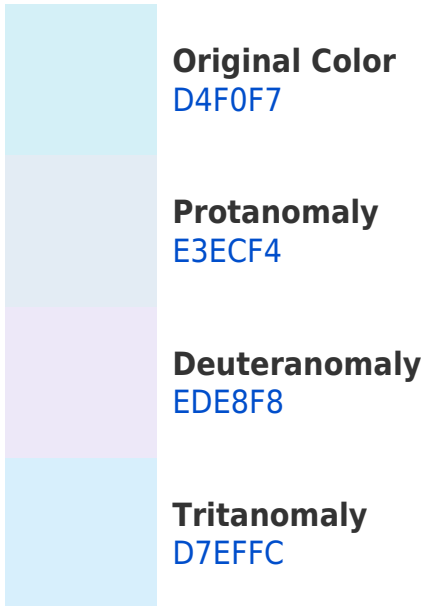 Original Color
D4F0F7
Protanomaly
E3ECF4
Deuteranomaly
EDE8F8
Tritanomaly
D7EFFC